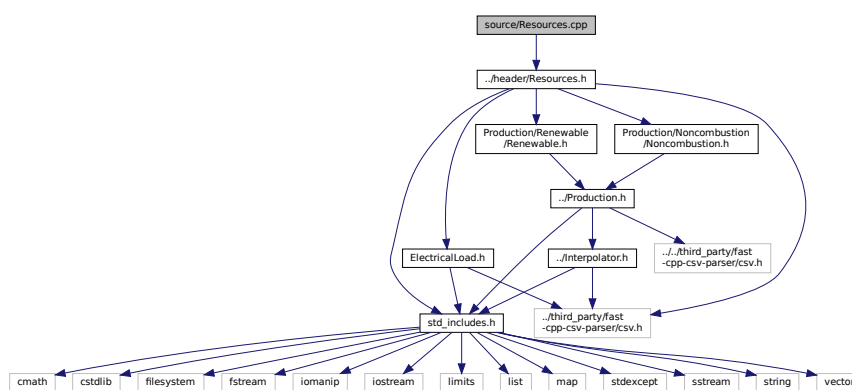 source/Resources.cpp
../header/Resources.h
Production/Renewable
/Renewable.h
Production/Noncombustion
/Noncombustion.h
../Production.h
ElectricalLoad.h
../Interpolator.h
../../third_party/fast
-cpp-csv-parser/csv.h
../third_party/fast
-cpp-csv-parser/csv.h
std_includes.h
cmath
cstdlib
filesystem
fstream
iomanip
iostream
limits
list
map
stdexcept
sstream
string
vecto